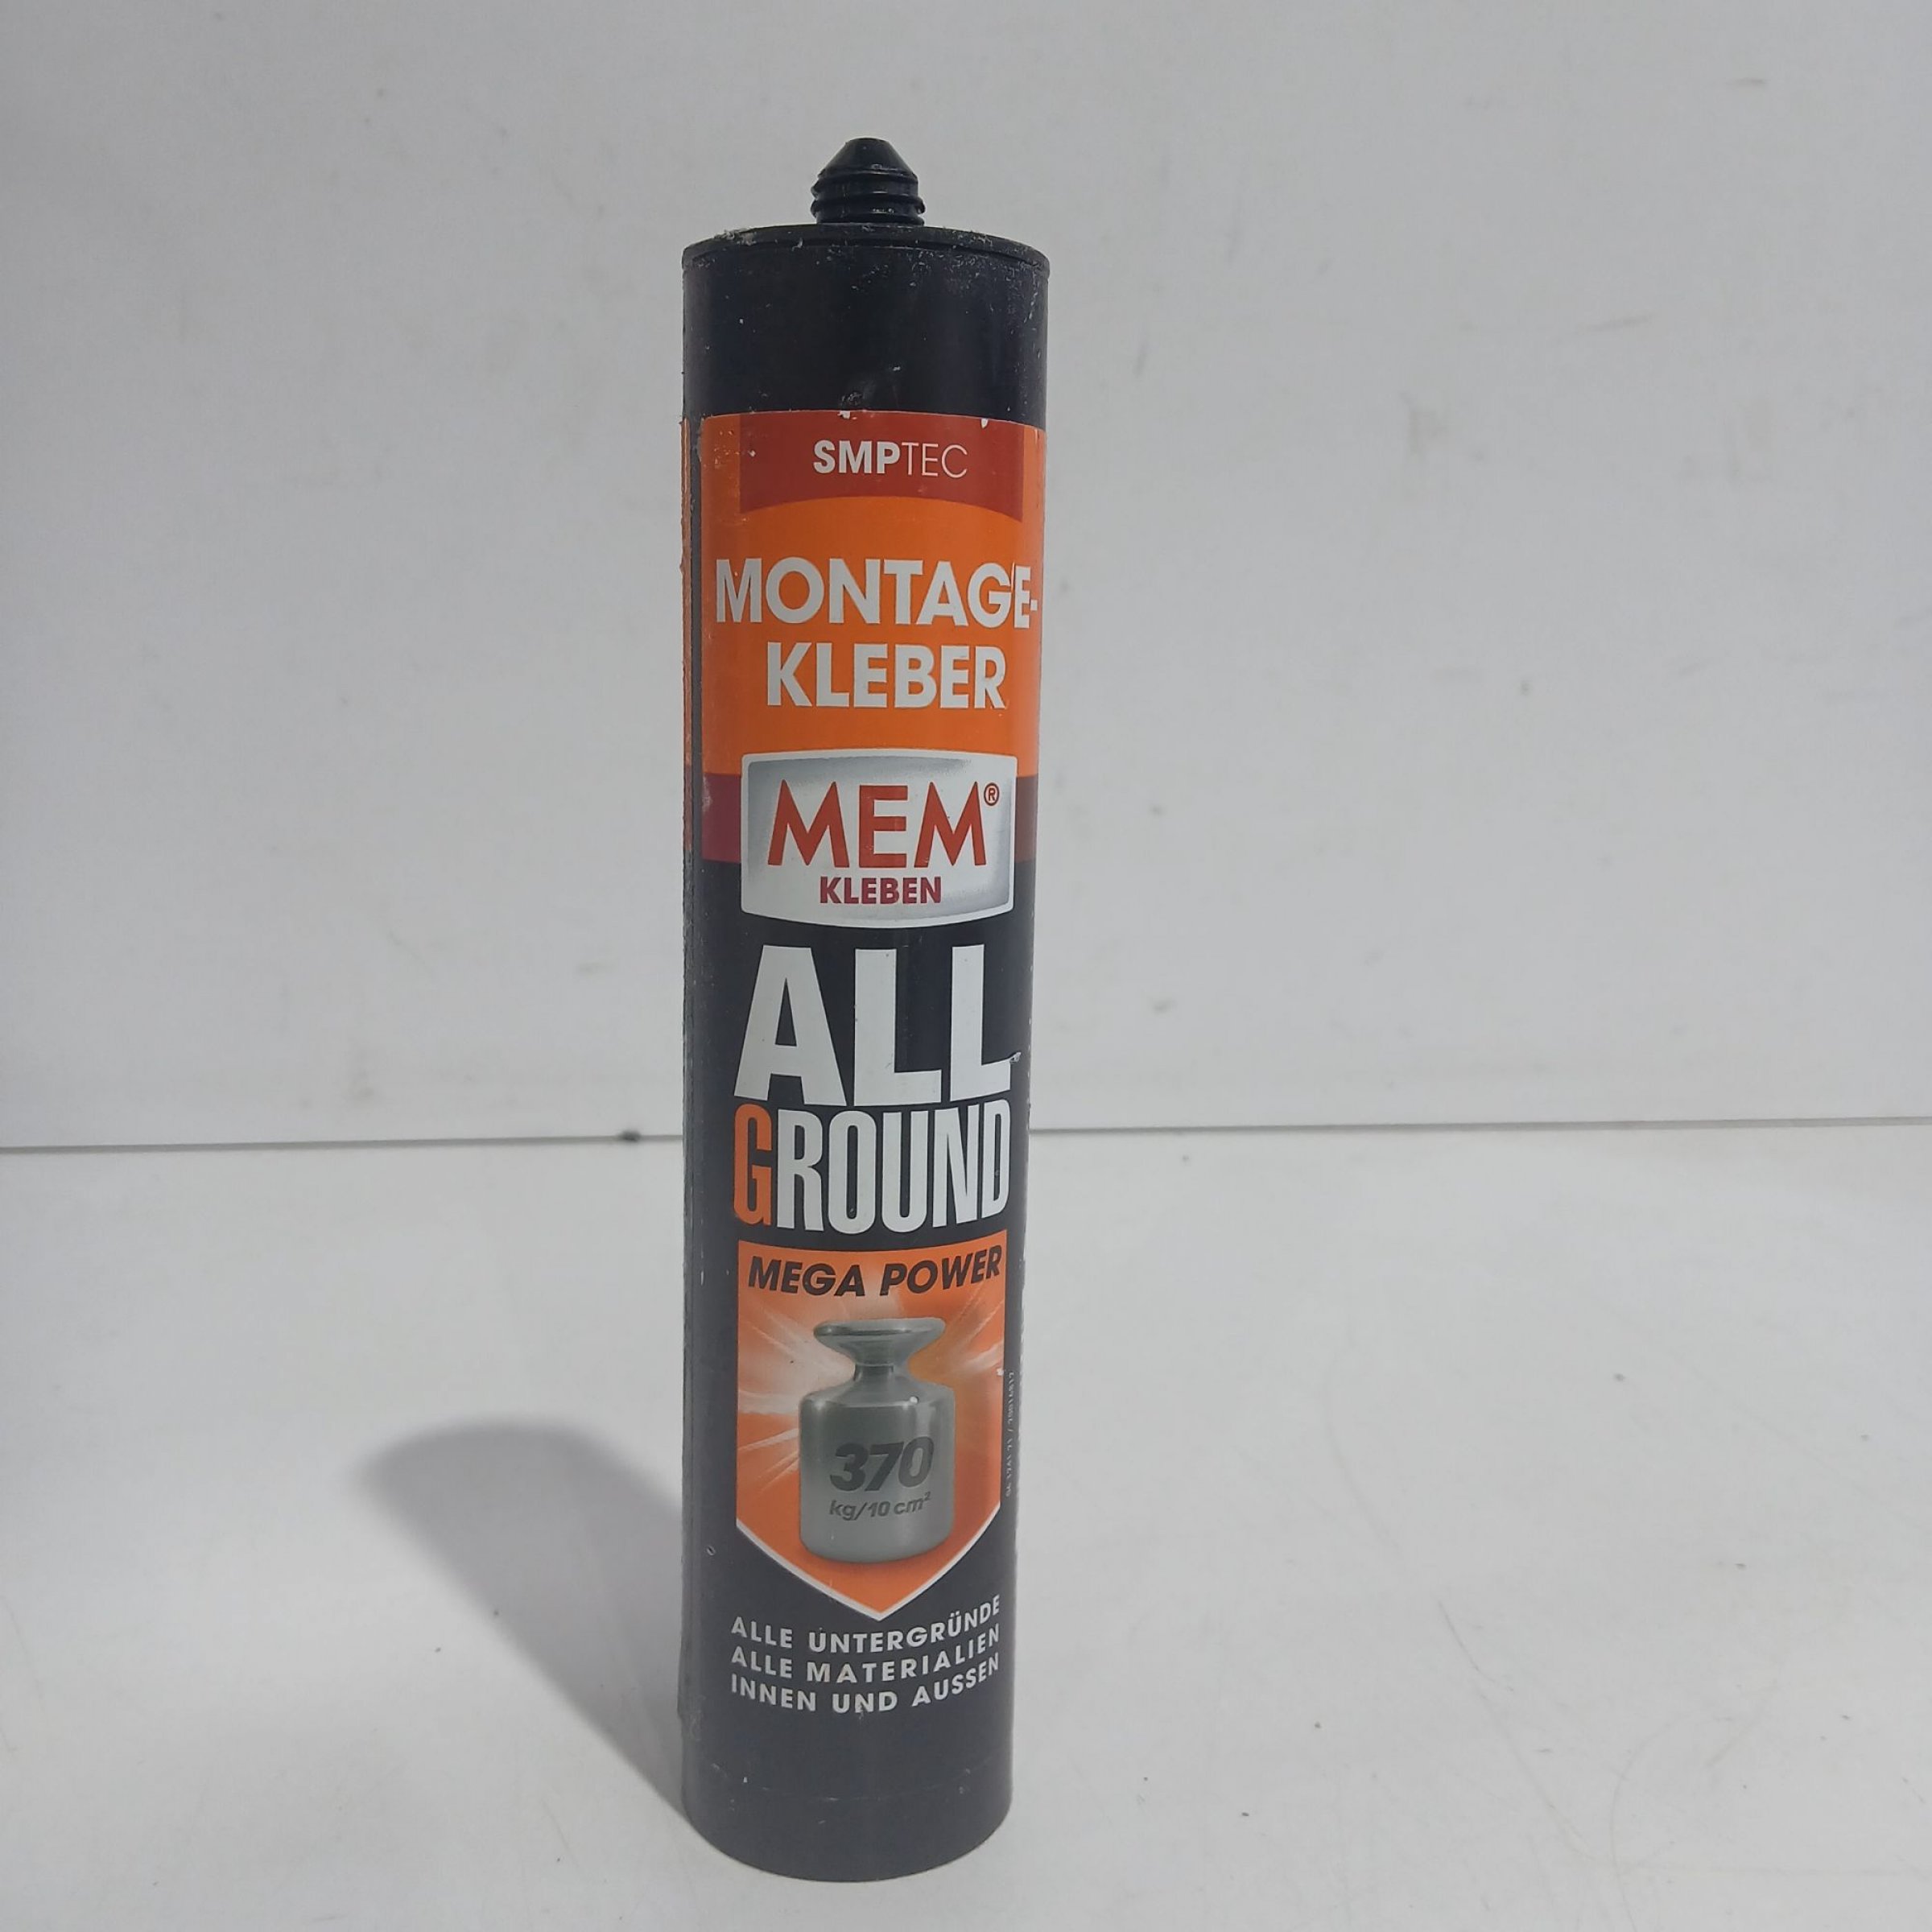 SMPTEC
MONTAGE-
KLEBER
MEM®
KLEBEN
ALL
GROUND
MEGA POWER
370
kg/10 cm²
ALLE UNTERGRÜNDE
ALLE MATERIALIEN
INNEN UND AUSSEN